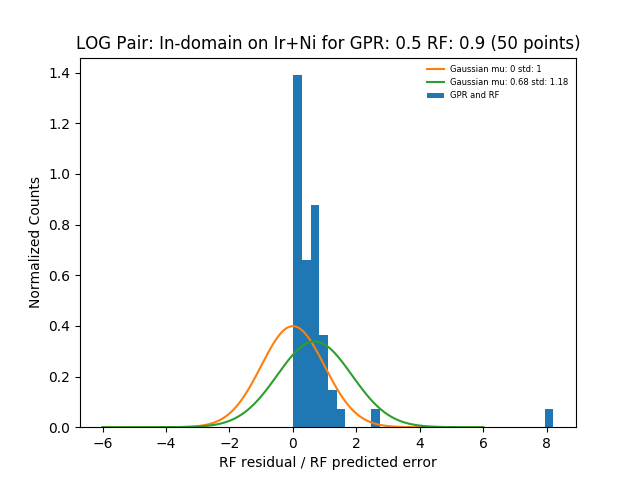 LOG Pair: In-domain on Ir+Ni for GPR: 0.5 RF: 0.9 (50 points)
Gaussian mu: 0 std: 1
Gaussian mu: 0.68 std: 1.18
GPR and RF
Normalized Counts
1.4
1.2
1.0
0.8
0.6
0.4
0.2
0.0
−6 −4 −2 0 2 4 6 8
RF residual / RF predicted error